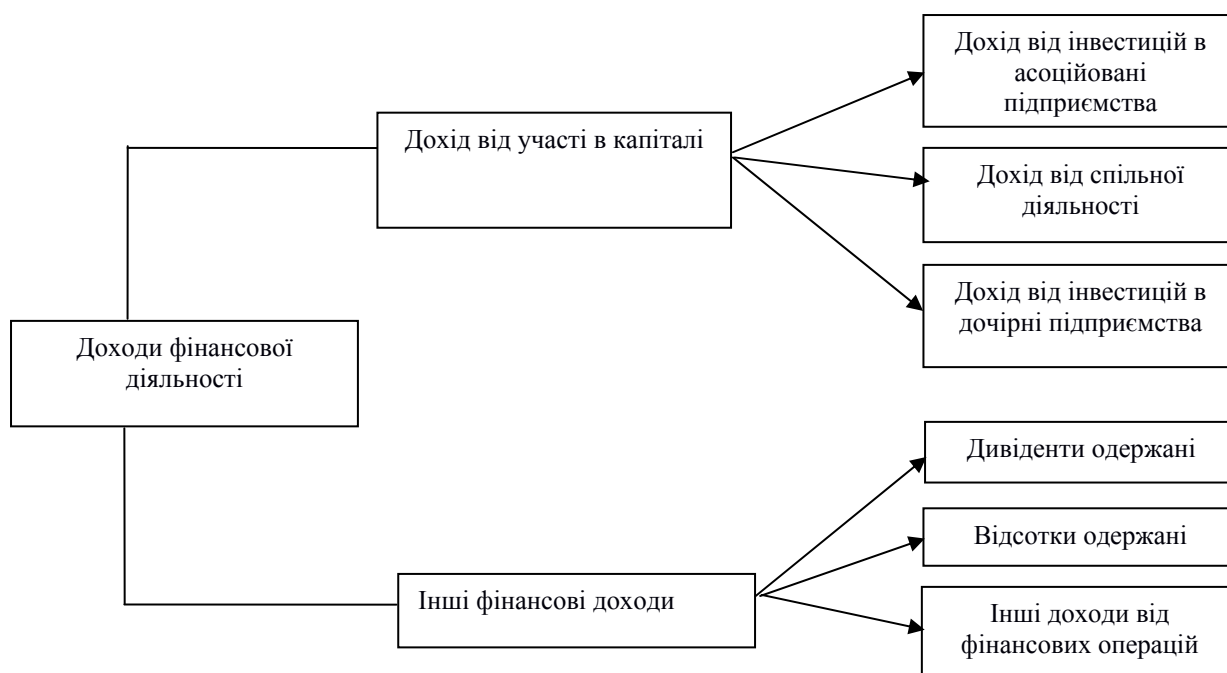 Дохід від інвестицій в
асоційовані
підприємства
Дохід від участі в капіталі
Дохід від спільної
діяльності
Дохід від інвестицій в
дочірні підприємства
Доходи фінансової
діяльності
Дивіденти одержані
Відсотки одержані
Інші фінансові доходи
Інші доходи від
фінансових операцій